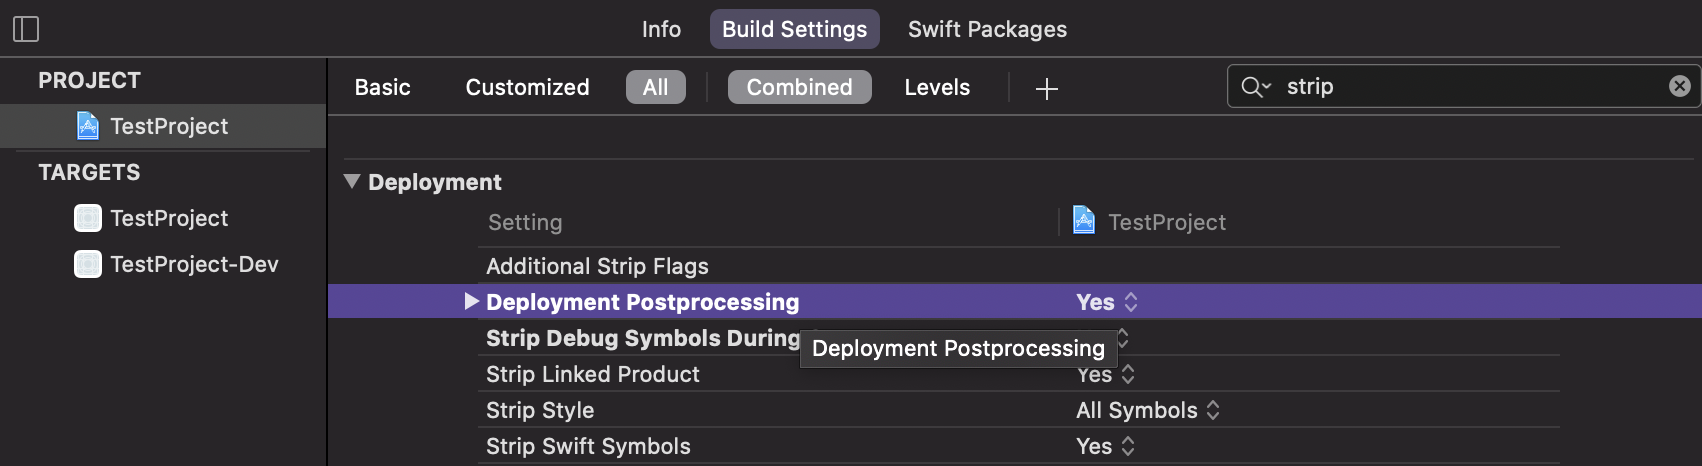 Info Build Settings Swift Packages
PROJECT
TestProject
TARGETS
TestProject
TestProject-Dev
Basic Customized All Combined Levels + strip
Deployment
Setting TestProject
Additional Strip Flags
Deployment Postprocessing Yes
Strip Debug Symbols During
Deployment Postprocessing
Strip Linked Product Yes
Strip Style All Symbols
Strip Swift Symbols Yes